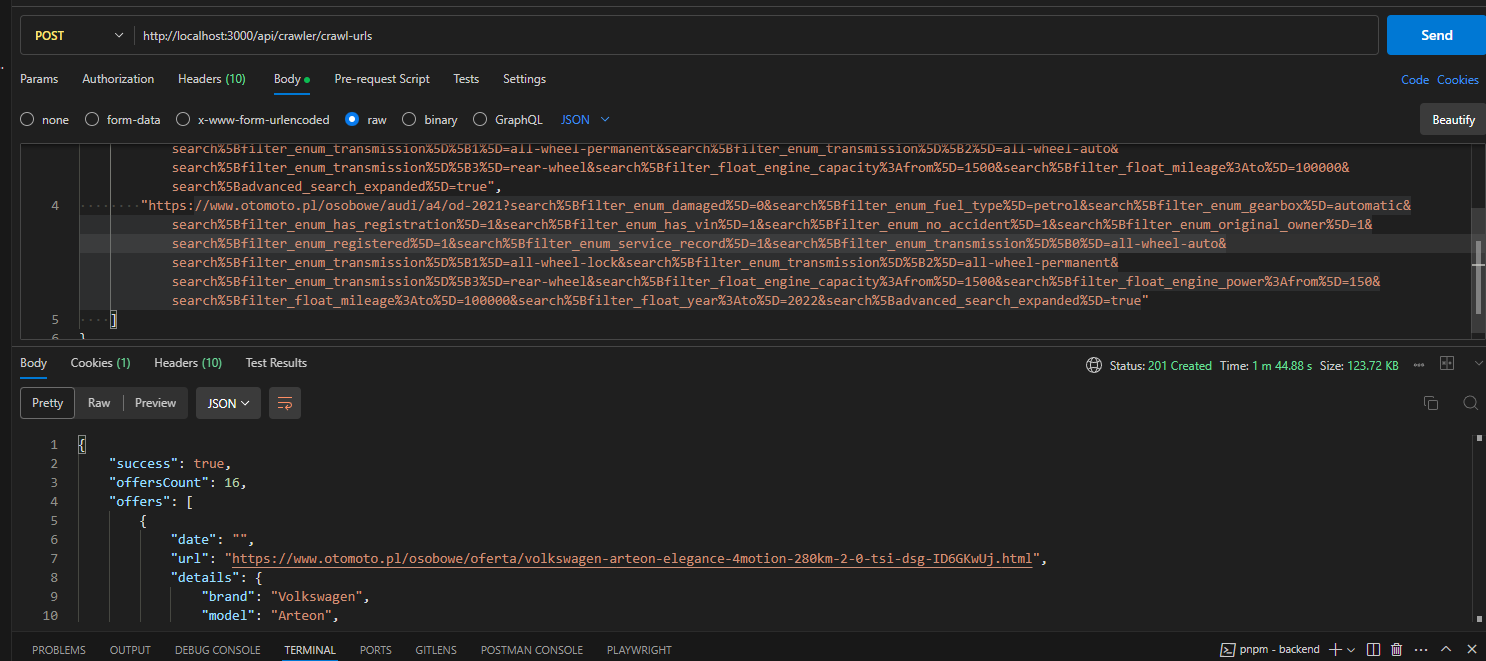 POST http://localhost:3000/api/crawler/crawl-urls Send
Params Authorization Headers (10) Body Pre-request Script Tests Settings Code Cookies
none form-data x-www-form-urlencoded raw binary GraphQL JSON Beautify
search%5Bfilter_enum_transmission%5D%5B1%5D=all-wheel-permanent&search%5Bfilter_enum_transmission%5D%5B2%5D=all-wheel-auto&
search%5Bfilter_enum_transmission%5D%5B3%5D=rear-wheel&search%5Bfilter_float_engine_capacity%3Afrom%5D=1500&search%5Bfilter_float_mileage%3Ato%5D=100000&
search%5Badvanced_search_expanded%5D=true",
4 "https://www.otomoto.pl/osobowe/audi/a4/od-2021?search%5Bfilter_enum_damaged%5D=0&search%5Bfilter_enum_fuel_type%5D=petrol&search%5Bfilter_enum_gearbox%5D=automatic&
search%5Bfilter_enum_has_registration%5D=1&search%5Bfilter_enum_has_vin%5D=1&search%5Bfilter_enum_no_accident%5D=1&search%5Bfilter_enum_original_owner%5D=1&
search%5Bfilter_enum_registered%5D=1&search%5Bfilter_enum_service_record%5D=1&search%5Bfilter_enum_transmission%5D%5B0%5D=all-wheel-auto&
search%5Bfilter_enum_transmission%5D%5B1%5D=all-wheel-lock&search%5Bfilter_enum_transmission%5D%5B2%5D=all-wheel-permanent&
search%5Bfilter_enum_transmission%5D%5B3%5D=rear-wheel&search%5Bfilter_float_engine_capacity%3Afrom%5D=1500&search%5Bfilter_float_engine_power%3Afrom%5D=150&
search%5Bfilter_float_mileage%3Ato%5D=100000&search%5Bfilter_float_year%3Ato%5D=2022&search%5Badvanced_search_expanded%5D=true"
5 ]
6 }
Body Cookies (1) Headers (10) Test Results Status: 201 Created Time: 1 m 44.88 s Size: 123.72 KB
Pretty Raw Preview JSON
1 {
2 "success": true,
3 "offersCount": 16,
4 "offers": [
5 {
6 "date": "",
7 "url": "https://www.otomoto.pl/osobowe/oferta/volkswagen-arteon-elegance-4motion-280km-2-0-tsi-dsg-ID6GKwUj.html",
8 "details": {
9 "brand": "Volkswagen",
10 "model": "Arteon",
PROBLEMS OUTPUT DEBUG CONSOLE TERMINAL PORTS GITLENS POSTMAN CONSOLE PLAYWRIGHT pnpm - backend